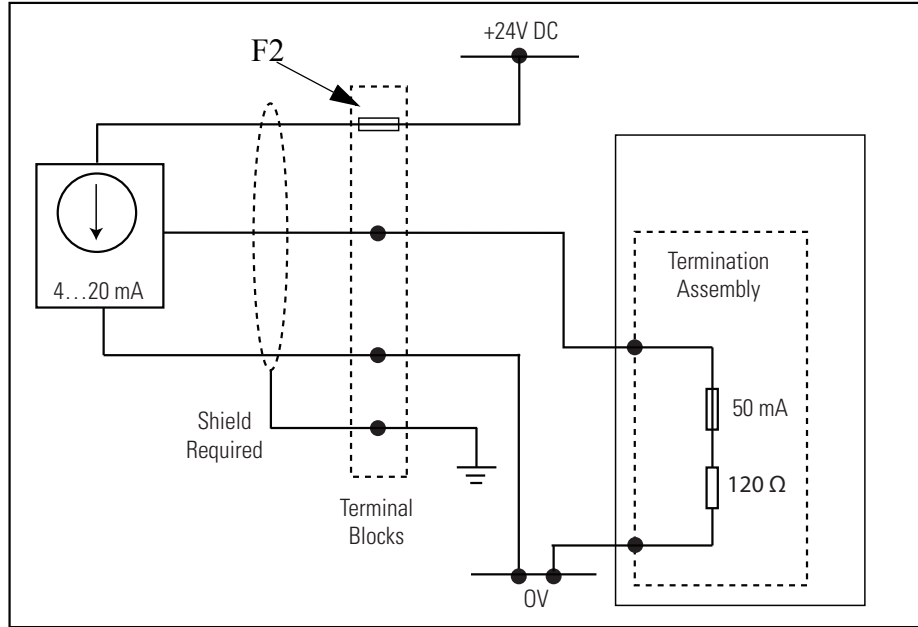 +24V DC
F2
4...20 mA
Termination
Assembly
50 mA
120 Ω
Shield
Required
Terminal
Blocks
0V